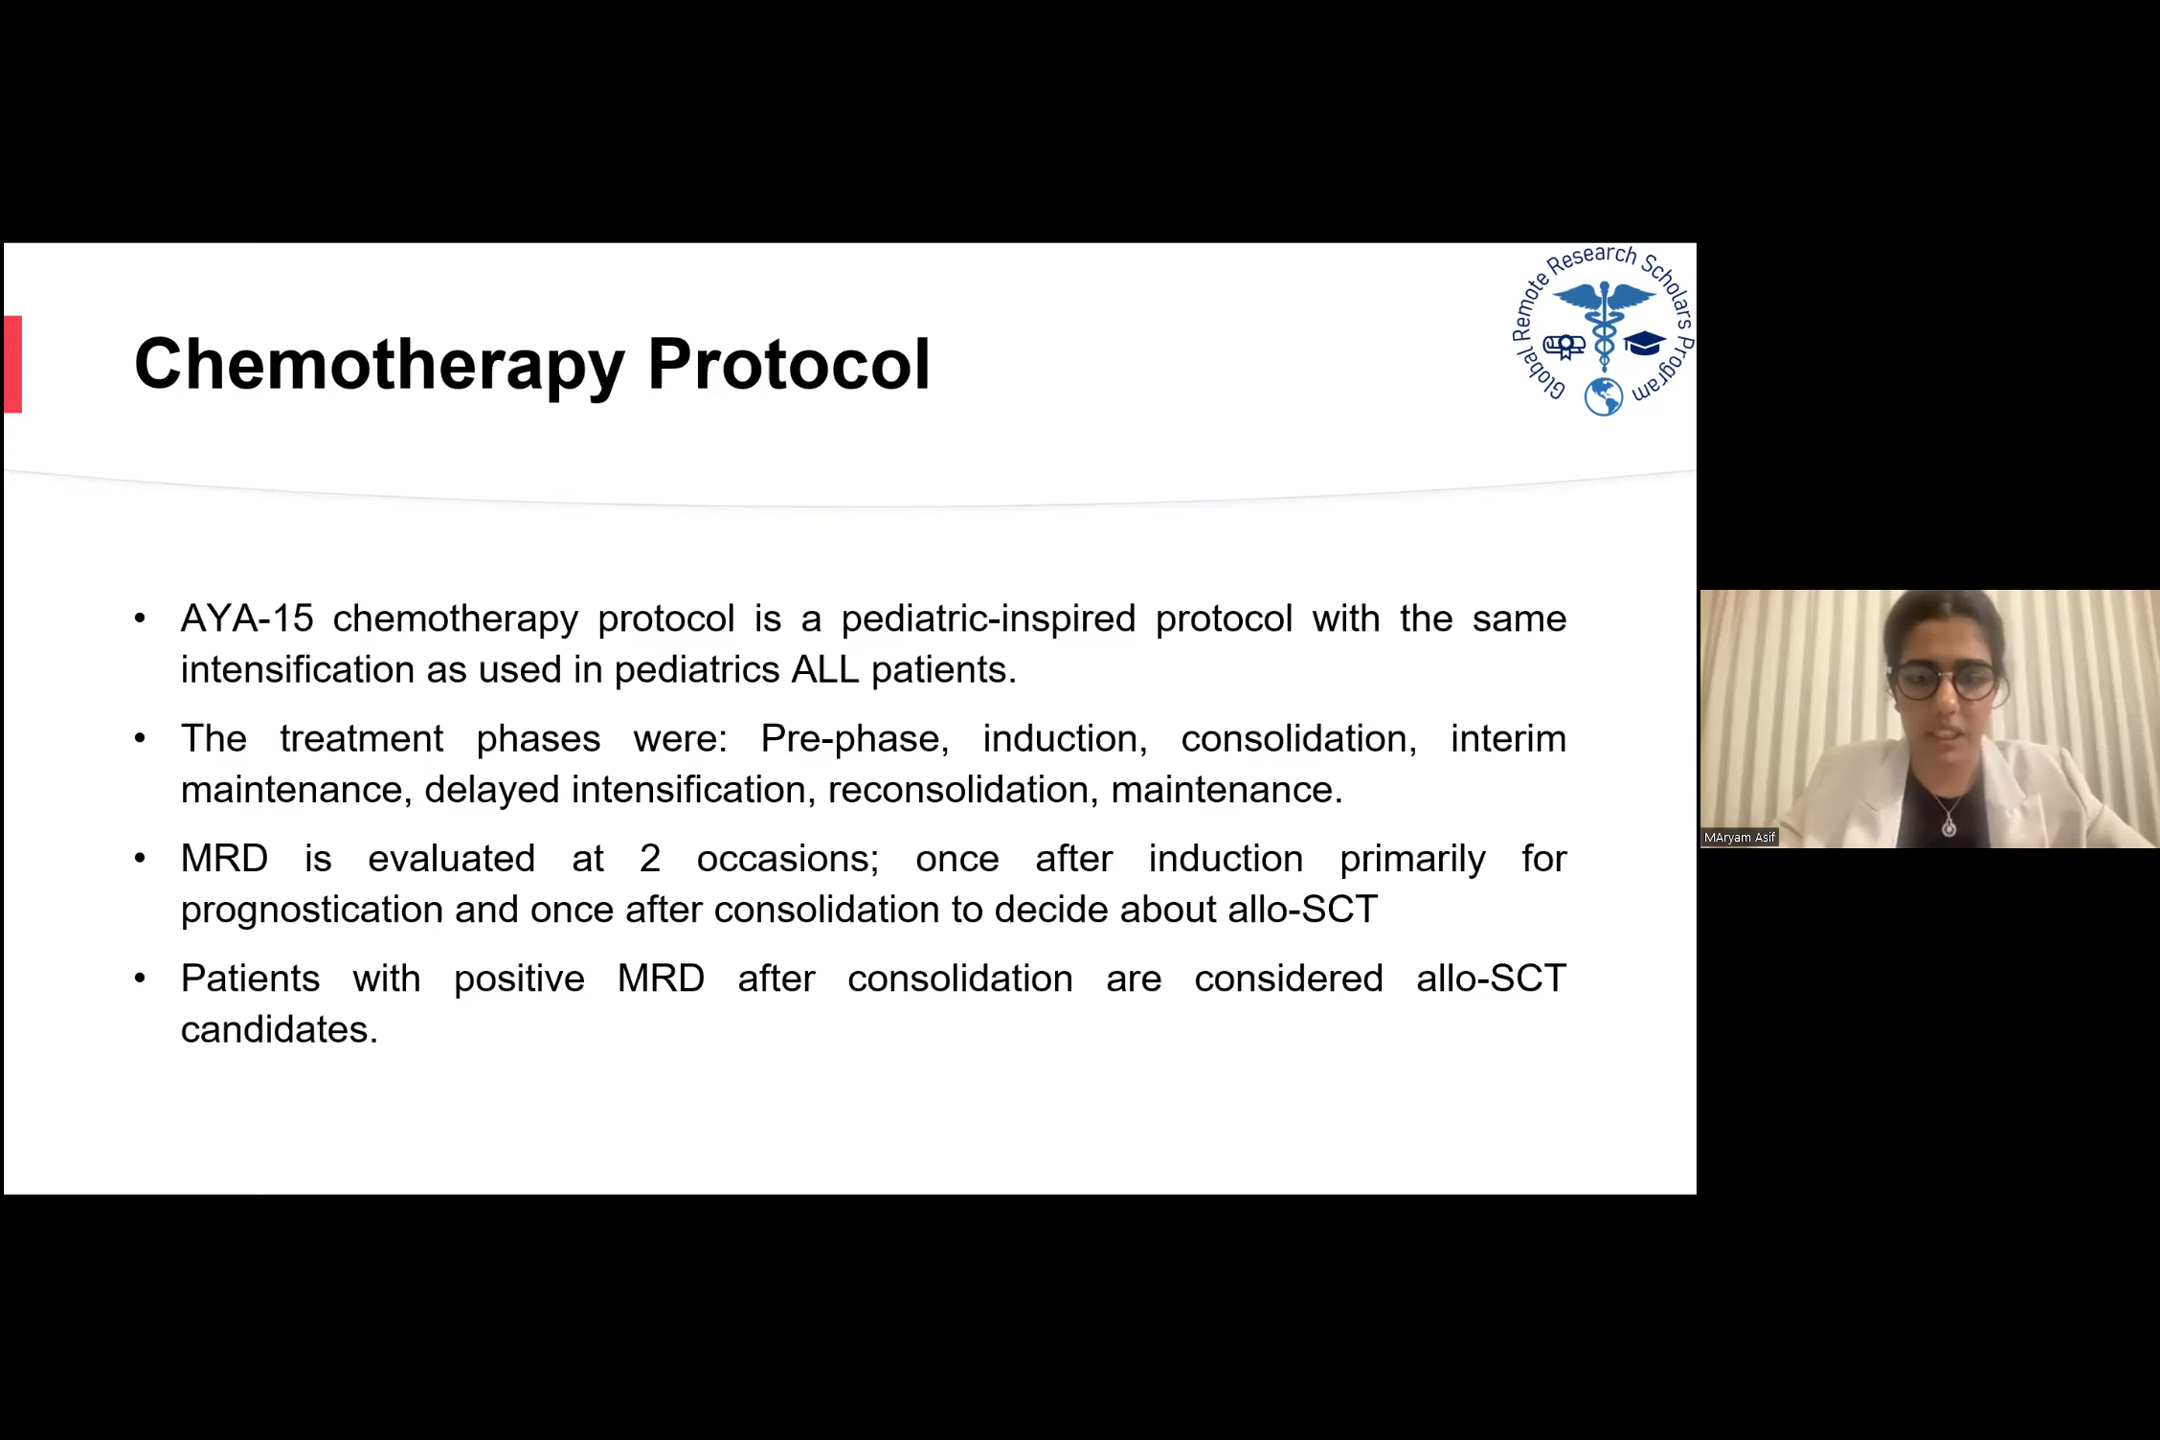 Global Remote Research Scholars Program
Chemotherapy Protocol
• AYA-15 chemotherapy protocol is a pediatric-inspired protocol with the same
intensification as used in pediatrics ALL patients.
• The treatment phases were: Pre-phase, induction, consolidation, interim
maintenance, delayed intensification, reconsolidation, maintenance.
• MRD is evaluated at 2 occasions; once after induction primarily for
prognostication and once after consolidation to decide about allo-SCT
• Patients with positive MRD after consolidation are considered allo-SCT
candidates.
MAryam Asif